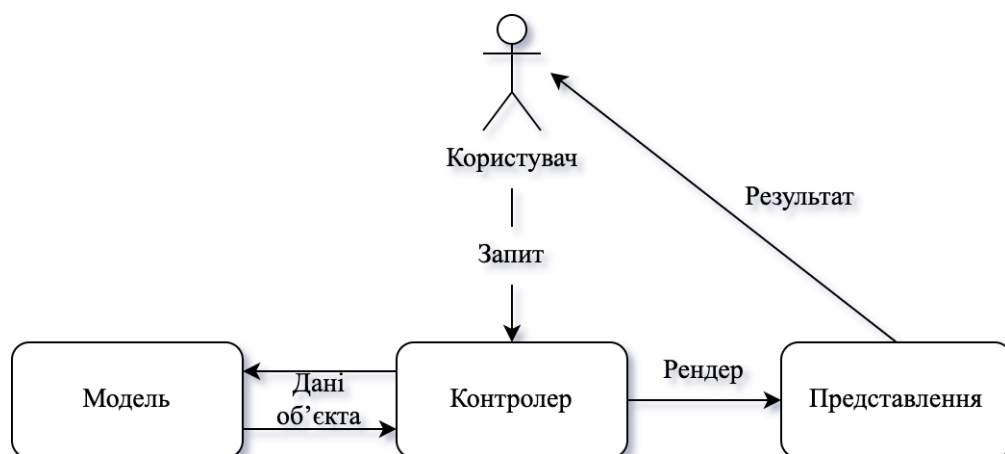 Користувач
Результат
Запит
Модель
Дані
об’єкта
Контролер
Рендер
Представлення